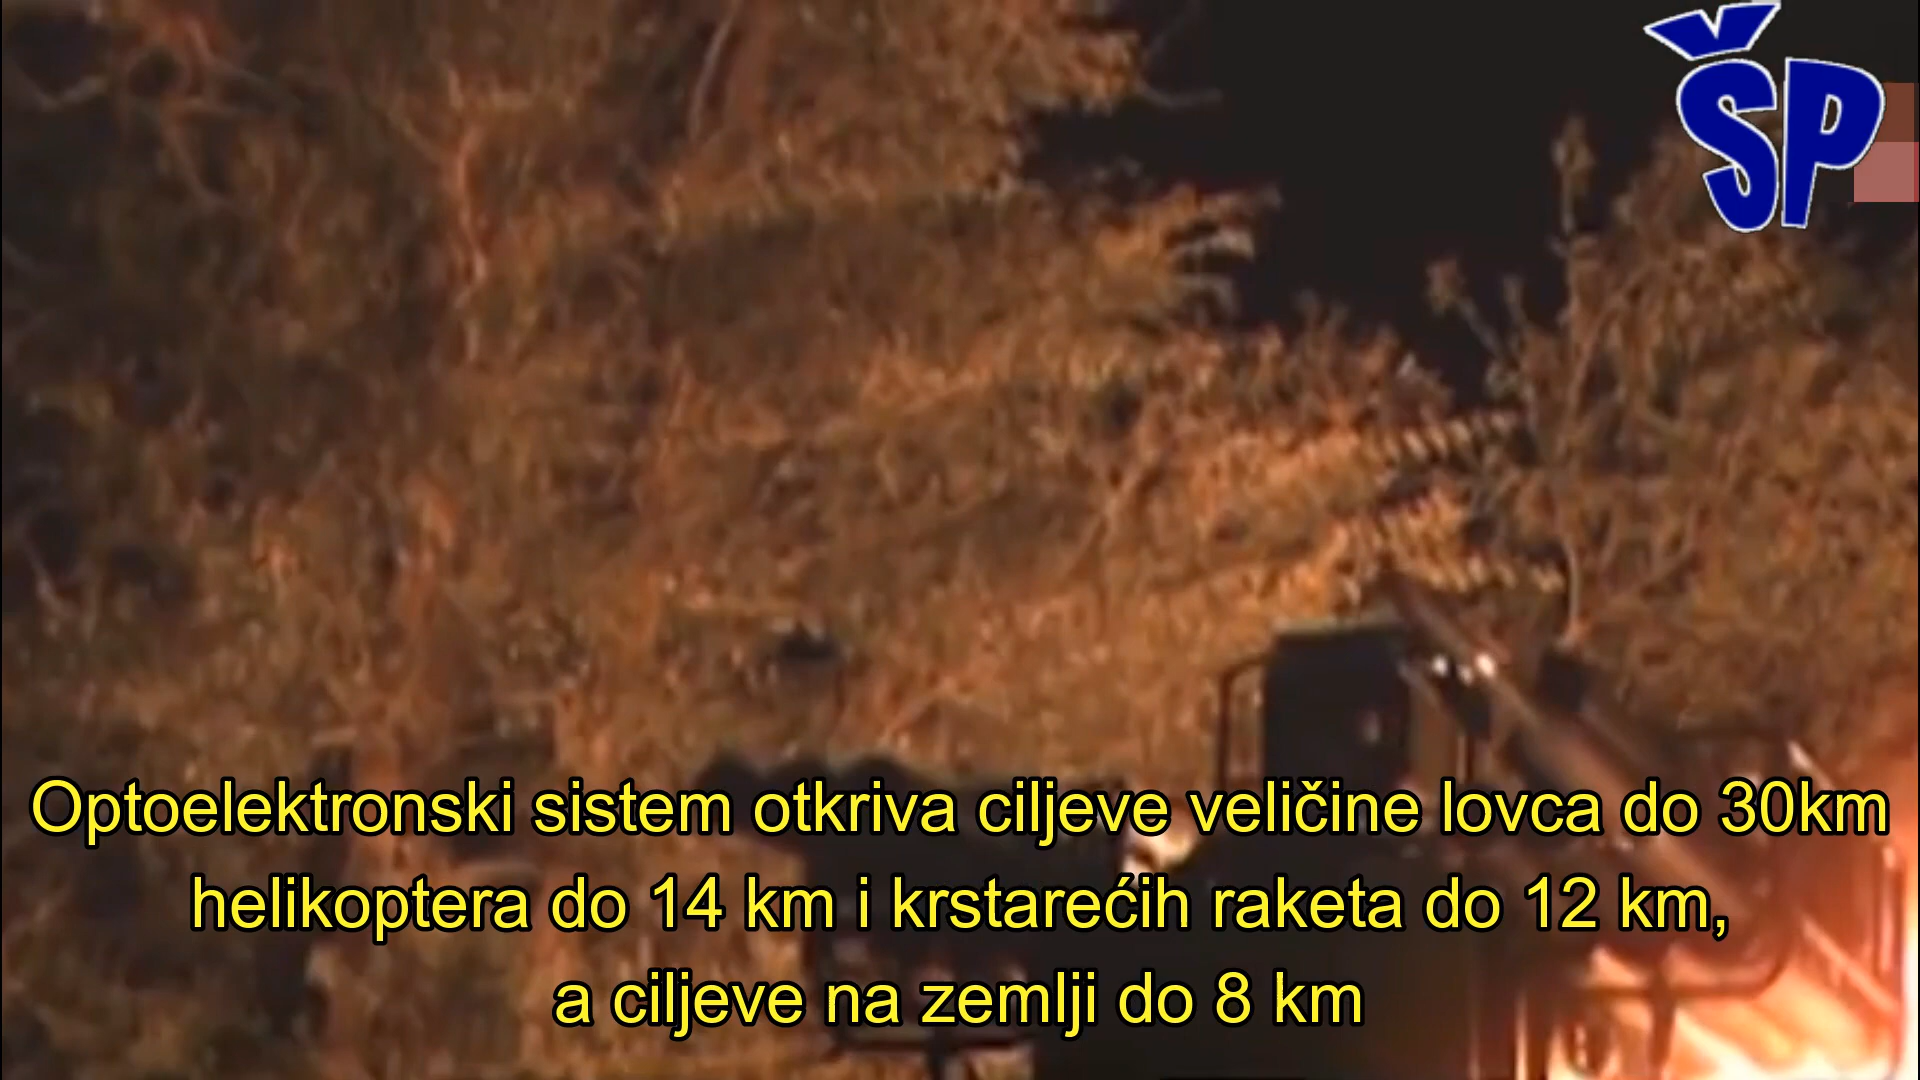 ŠP
Optoelektronski sistem otkriva ciljeve veličine lovca do 30km
helikoptera do 14 km i krstarećih raketa do 12 km,
a ciljeve na zemlji do 8 km